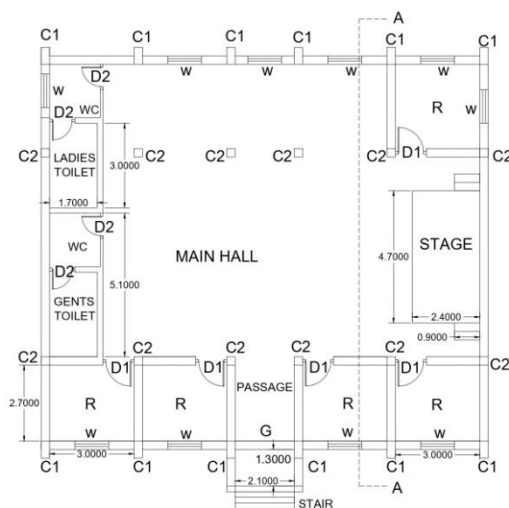 A
C1 C1 C1 C1 C1 C1
D2 W W W W
W WC R W
D2
C2 C2 C2 C2 C2 D1 C2
LADIES
TOILET
3.0000
1.7000
D2
WC
MAIN HALL
4.7000
STAGE
5.1000
D2
GENTS
TOILET
2.4000
0.9000
C2 C2 C2 C2 C2 C2
D1 D1 PASSAGE D1 D1
2.7000
R R R R
G
W W W W
C1 C1 C1 C1 C1 C1
3.0000 1.3000 3.0000
2.1000
A
STAIR